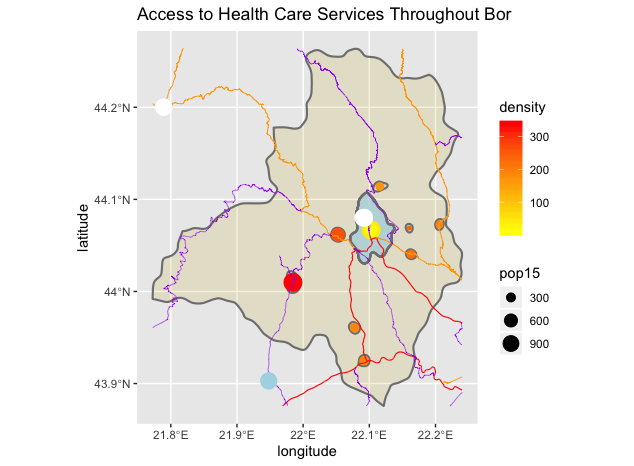 Access to Health Care Services Throughout Bor
latitude
44.2°N
44.1°N
44°N
43.9°N
21.8°E 21.9°E 22°E 22.1°E 22.2°E
longitude
density
300
200
100
pop15
300
600
900